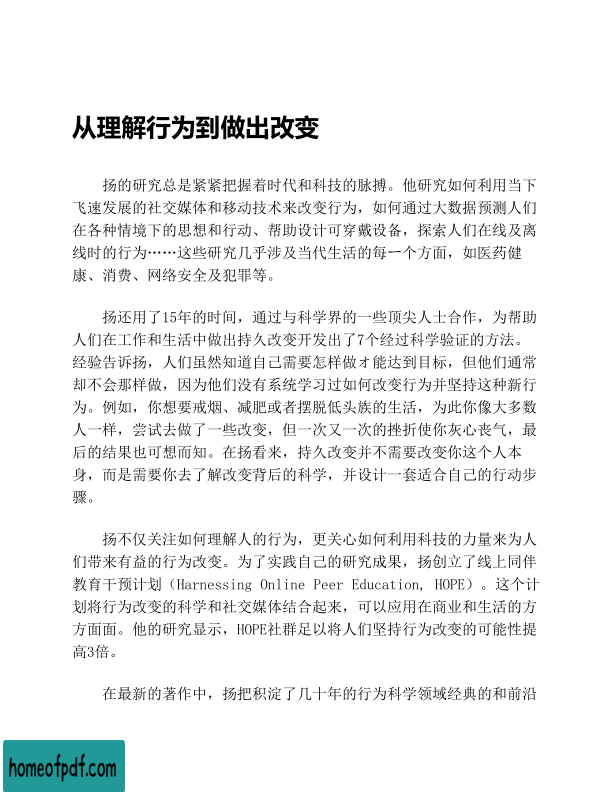 从理解行为到做出改变
扬的研究总是紧紧把握着时代和科技的脉搏。他研究如何利用当下
飞速发展的社交媒体和移动技术来改变行为，如何通过大数据预测人们
在各种情境下的思想和行动、帮助设计可穿戴设备，探索人们在线及离
线时的行为……这些研究几乎涉及当代生活的每一个方面，如医药健
康、消费、网络安全及犯罪等。
扬还用了15年的时间，通过与科学界的一些顶尖人士合作，为帮助
人们在工作和生活中做出持久改变开发出了7个经过科学验证的方法。
经验告诉扬，人们虽然知道自己需要怎样做才能达到目标，但他们通常
却不会那样做，因为他们没有系统学习过如何改变行为并坚持这种新行
为。例如，你想要戒烟、减肥或者摆脱低头族的生活，为此你像大多数
人一样，尝试去做了一些改变，但一次又一次的挫折使你灰心丧气，最
后的结果也可想而知。在扬看来，持久改变并不需要改变你这个人本
身，而是需要你去了解改变背后的科学，并设计一套适合自己的行动步
骤。
扬不仅关注如何理解人的行为，更关心如何利用科技的力量来为人
们带来有益的行为改变。为了实践自己的研究成果，扬创立了线上同伴
教育干预计划（Harnessing Online Peer Education, HOPE）。这个计
划将行为改变的科学和社交媒体结合起来，可以应用在商业和生活的方
方面面。他的研究显示，HOPE社群足以将人们坚持行为改变的可能性提
高3倍。
在最新的著作中，扬把积淀了几十年的行为科学领域经典的和前沿
homeofpdf.com